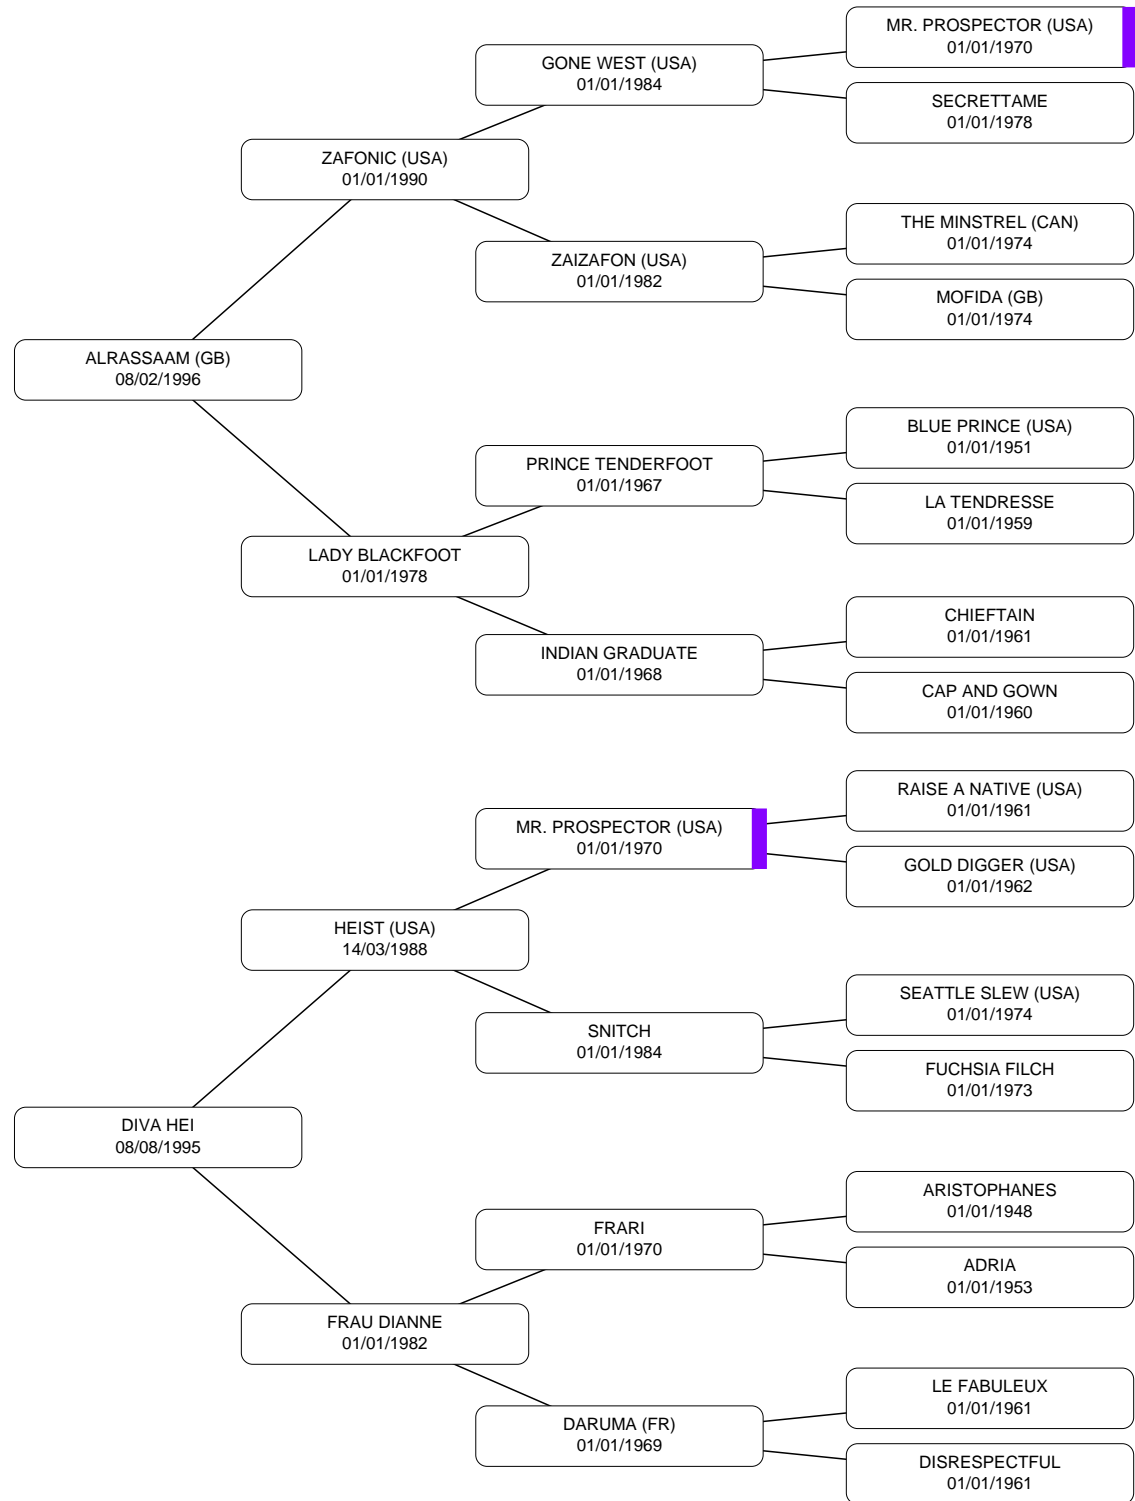 MR. PROSPECTOR (USA)
01/01/1970
GONE WEST (USA)
01/01/1984
SECRETTAME
01/01/1978
ZAFONIC (USA)
01/01/1990
THE MINSTREL (CAN)
01/01/1974
ZAIZAFON (USA)
01/01/1982
MOFIDA (GB)
01/01/1974
ALRASSAAM (GB)
08/02/1996
BLUE PRINCE (USA)
01/01/1951
PRINCE TENDERFOOT
01/01/1967
LA TENDRESSE
01/01/1959
LADY BLACKFOOT
01/01/1978
CHIEFTAIN
01/01/1961
INDIAN GRADUATE
01/01/1968
CAP AND GOWN
01/01/1960
RAISE A NATIVE (USA)
01/01/1961
MR. PROSPECTOR (USA)
01/01/1970
GOLD DIGGER (USA)
01/01/1962
HEIST (USA)
14/03/1988
SEATTLE SLEW (USA)
01/01/1974
SNITCH
01/01/1984
FUCHSIA FILCH
01/01/1973
DIVA HEI
08/08/1995
ARISTOPHANES
01/01/1948
FRARI
01/01/1970
ADRIA
01/01/1953
FRAU DIANNE
01/01/1982
LE FABULEUX
01/01/1961
DARUMA (FR)
01/01/1969
DISRESPECTFUL
01/01/1961